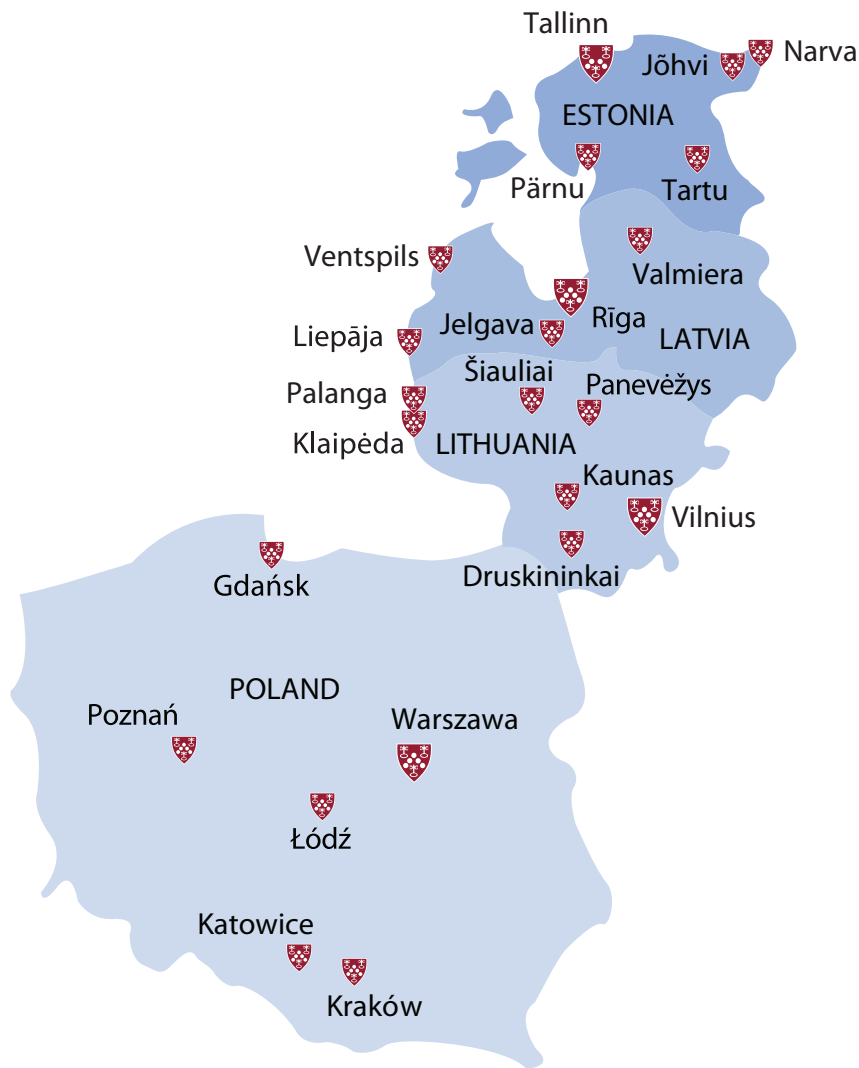 Tallinn
Narva
Jõhvi
ESTONIA
Pärnu
Tartu
Ventspils
Valmiera
Liepāja
Jelgava
Rīga
LATVIA
Šiauliai
Panevėžys
Palanga
Klaipėda
LITHUANIA
Kaunas
Vilnius
Druskininkai
Gdańsk
POLAND
Poznań
Warszawa
Łódź
Katowice
Kraków